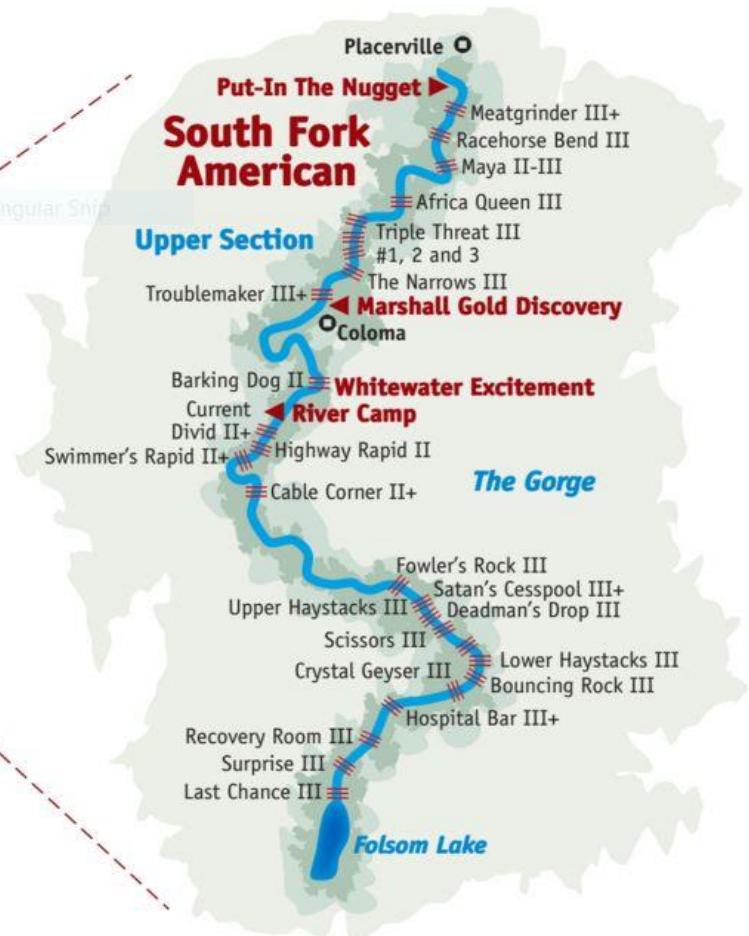 Placerville
Put-In The Nugget
South Fork
American
Meatgrinder III+
Racehorse Bend III
Maya II-III
Africa Queen III
Upper Section
Triple Threat III
#1, 2 and 3
The Narrows III
Troublemaker III+
Marshall Gold Discovery
Coloma
Barking Dog II
Whitewater Excitement
Current
River Camp
Divid II+
Highway Rapid II
Swimmer's Rapid II+
The Gorge
Cable Corner II+
Fowler's Rock III
Satan's Cesspool III+
Upper Haystacks III
Deadman's Drop III
Scissors III
Lower Haystacks III
Crystal Geyser III
Bouncing Rock III
Hospital Bar III+
Recovery Room III
Surprise III
Last Chance III
Folsom Lake